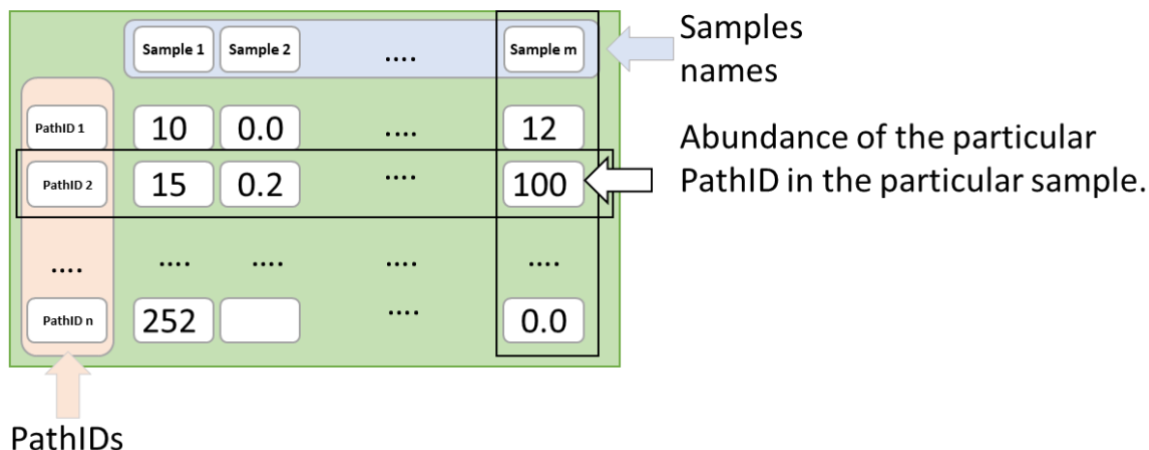 Sample 1 Sample 2 .... Sample m
Samples
names
PathID 1 10 0.0 .... 12
Abundance of the particular
PathID 2 15 0.2 .... 100
PathID in the particular sample.
.... .... .... .... ....
PathID n 252 .... 0.0
PathIDs